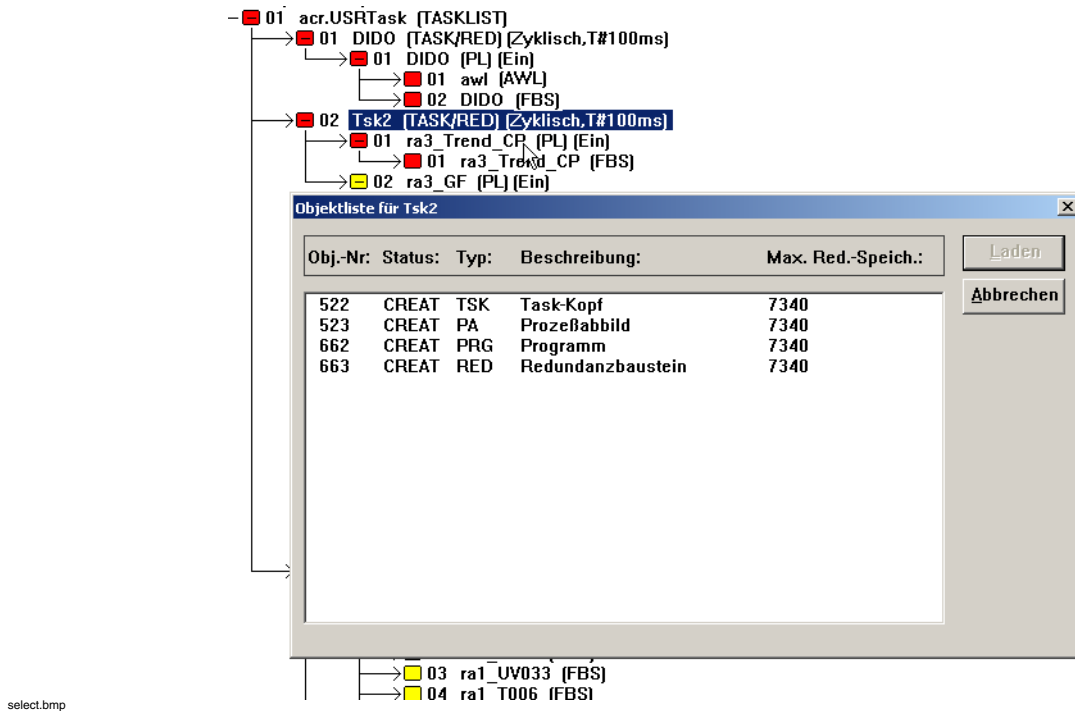 01 acr.USRTask (TASKLIST)
01 DIDO (TASK/RED) (Zyklisch,T#100ms)
01 DIDO (PL) (Ein)
01 awl (AWL)
02 DIDO (FBS)
02 Tsk2 (TASK/RED) (Zyklisch,T#100ms)
01 ra3_Trend_CP (PL) (Ein)
01 ra3_Trend_CP (FBS)
02 ra3_GF (PL) (Ein)
Objektliste für Tsk2
Obj.-Nr: Status: Typ: Beschreibung: Max. Red.-Speich.:
Laden
Abbrechen
522 CREAT TSK Task-Kopf 7340
523 CREAT PA Prozeßabbild 7340
662 CREAT PRG Programm 7340
663 CREAT RED Redundanzbaustein 7340
03 ra1_UV033 (FBS)
04 ra1_T006 (FBS)
select.bmp